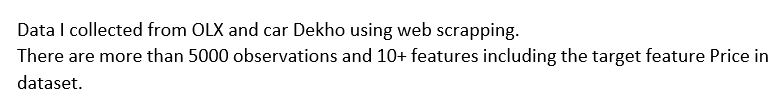 Data I collected from OLX and car Dekho using web scrapping.
There are more than 5000 observations and 10+ features including the target feature Price in
dataset.